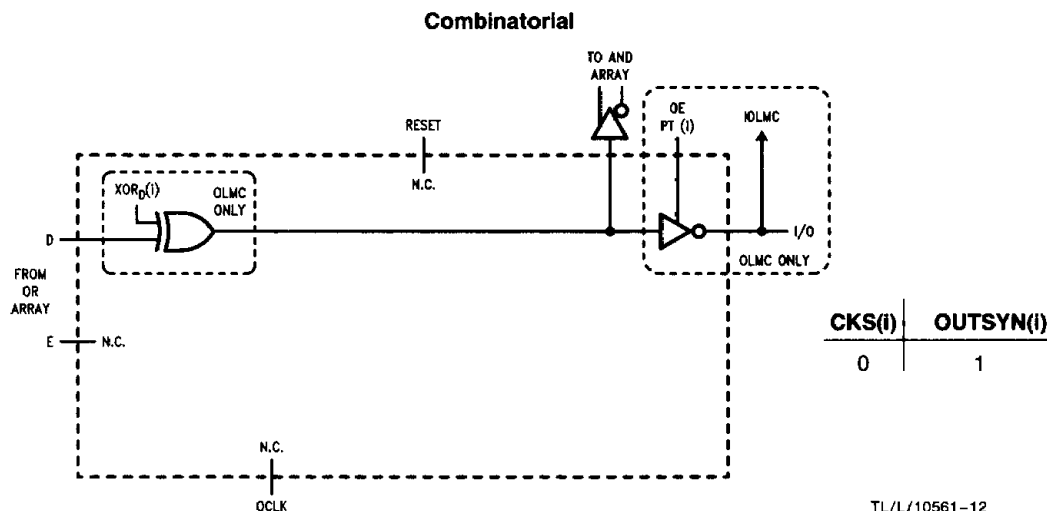 Combinatorial
TO AND
ARRAY
OE
PT (i)
IOLMC
RESET
N.C.
XOR_D(i)
OLMC
ONLY
D
I/O
OLMC ONLY
FROM
OR
ARRAY
E
N.C.
CKS(i) OUTSYN(i)
0 1
N.C.
OCLK
TL/L/10561-12